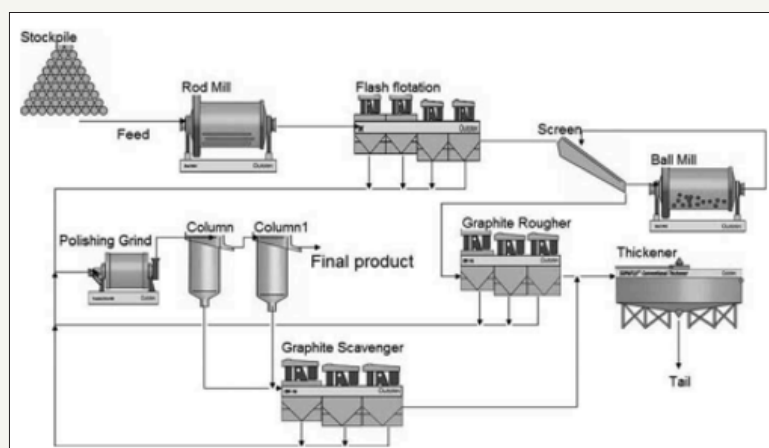 Stockpile
Rod Mill
Flash flotation
Feed
Screen
Ball Mill
Polishing Grind
Column
Column1
Final product
Graphite Rougher
Thickener
Graphite Scavenger
Tail